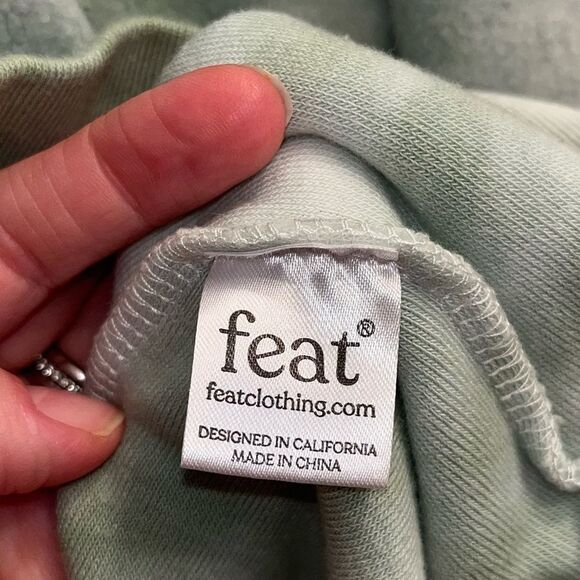 feat®
featclothing.com
DESIGNED IN CALIFORNIA
MADE IN CHINA